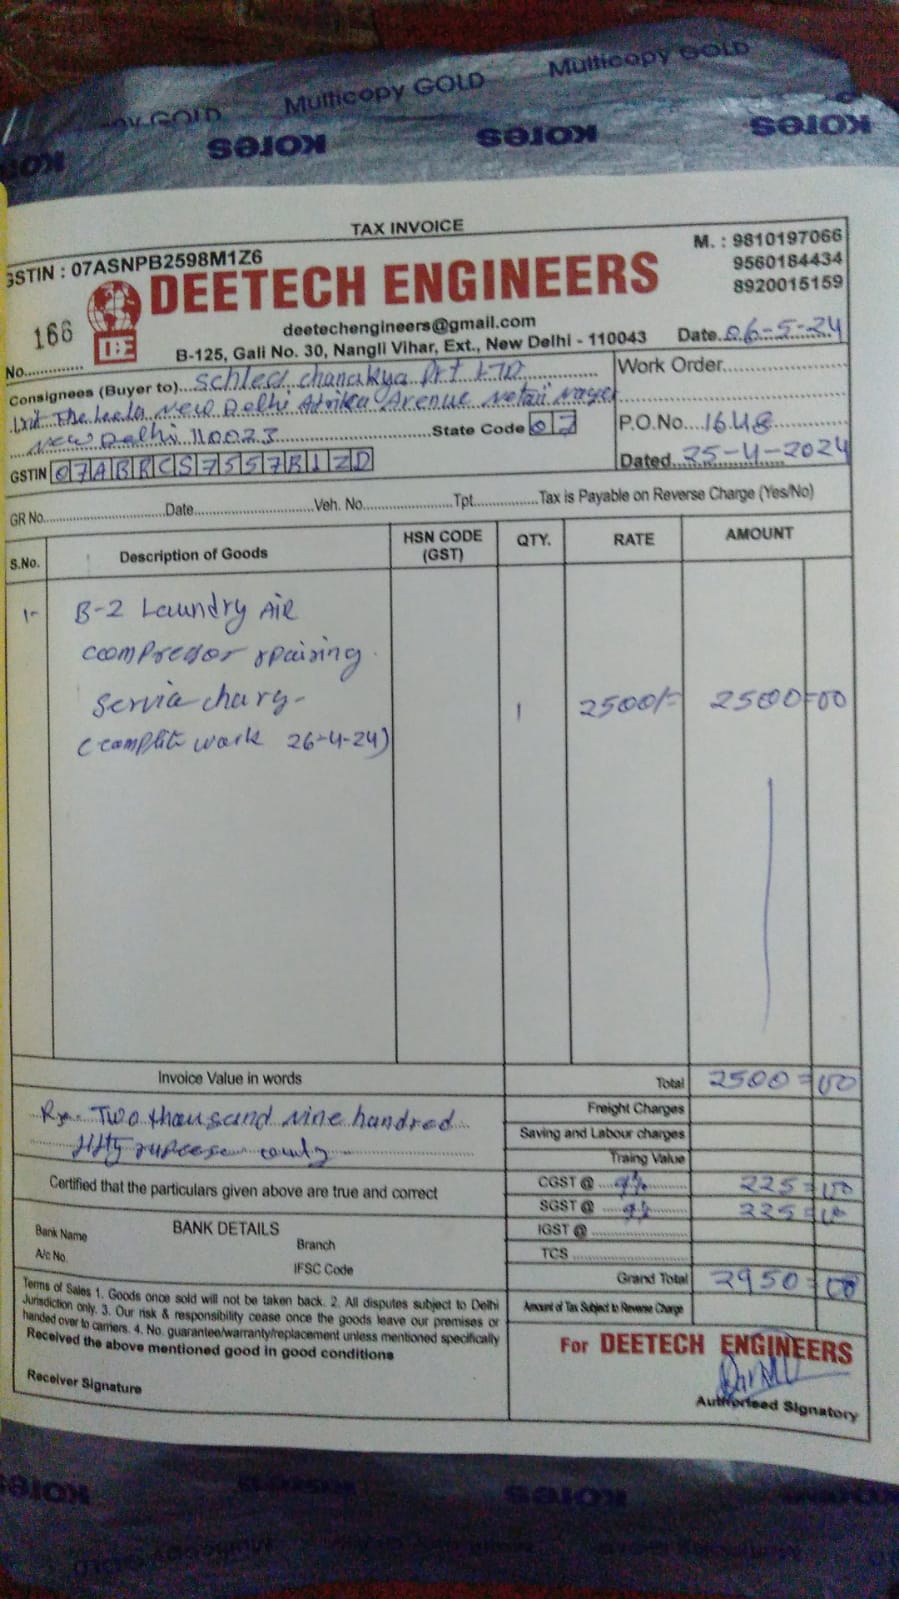 Multicopy GOLD Multicopy GOLD
Kores Kores Kores Kores
TAX INVOICE
GSTIN : 07ASNPB2598M1Z6
M. : 9810197066
9560184434
8920015159
DEETECH ENGINEERS
DE
deetechengineers@gmail.com
B-125, Gali No. 30, Nangli Vihar, Ext., New Delhi - 110043
No. 166
Date. 06-5-24
Consignees (Buyer to) Schless chanakya Prt LTD
Unit The Leela New Delhi Adrika Avenue Netaji Nager
New Delhi 110023 State Code 07
GSTIN 07ABRCS7557B1ZD
Work Order
P.O.No. 1648
Dated. 25-4-2024
GR No. Date Veh. No. Tpt. Tax is Payable on Reverse Charge (Yes/No)
S.No. Description of Goods HSN CODE (GST) QTY. RATE AMOUNT
1- B-2 Laundry AIR
compressor rpairing
Service charg-
(complite work 26-4-24)
1 2500/- 2500=00
Invoice Value in words
Total 2500=00
Rs. Two thousand nine handred
fifty rupees
Freight Charges
Saving and Labour charges
Traing Value
Certified that the particulars given above are true and correct
CGST @ 9% 225=00
SGST @ 9% 225=00
IGST @
TCS
Grand Total 2950=00
BANK DETAILS
Bank Name
Branch
A/c No.
IFSC Code
Amount of Tax Subject to Reverse Charge
Terms of Sales 1. Goods once sold will not be taken back. 2. All disputes subject to Delhi
Jurisdiction only. 3. Our risk & responsibility cease once the goods leave our premises or
handed over to carriers. 4. No. guarantee/warranty/replacement unless mentioned specifically
Received the above mentioned good in good conditions
Receiver Signature
For DEETECH ENGINEERS
Authorised Signatory
Kores Kores